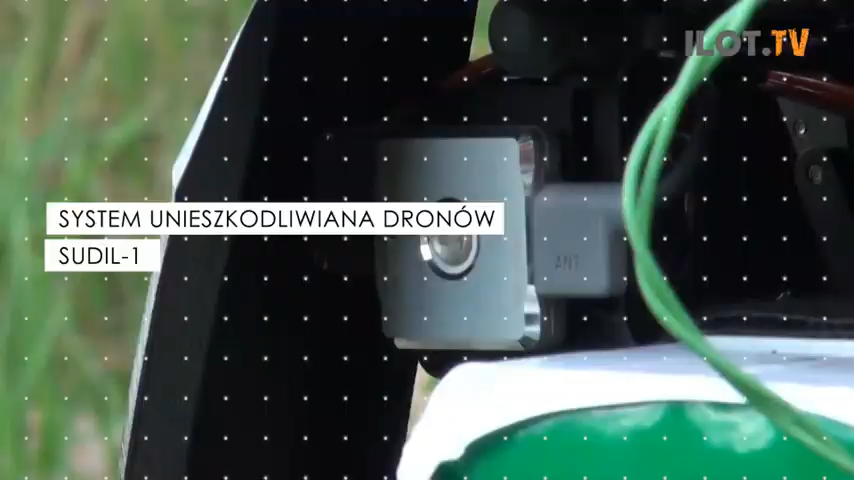 ILOT.TV
SYSTEM UNIESZKODLIWIANA DRONÓW
SUDIL-1
ANT